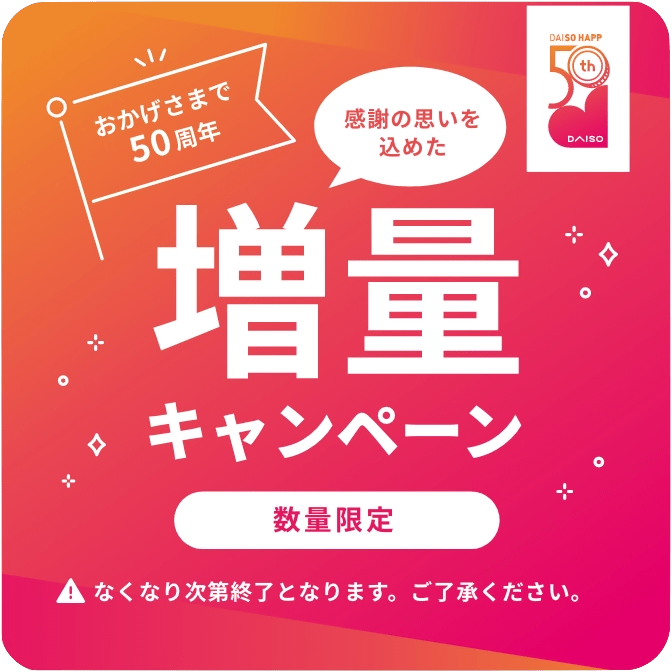 おかげさまで
50周年
感謝の思いを
込めた
DAISO HAPP
50th
DAISO
増量
キャンペーン
数量限定
なくなり次第終了となります。ご了承ください。